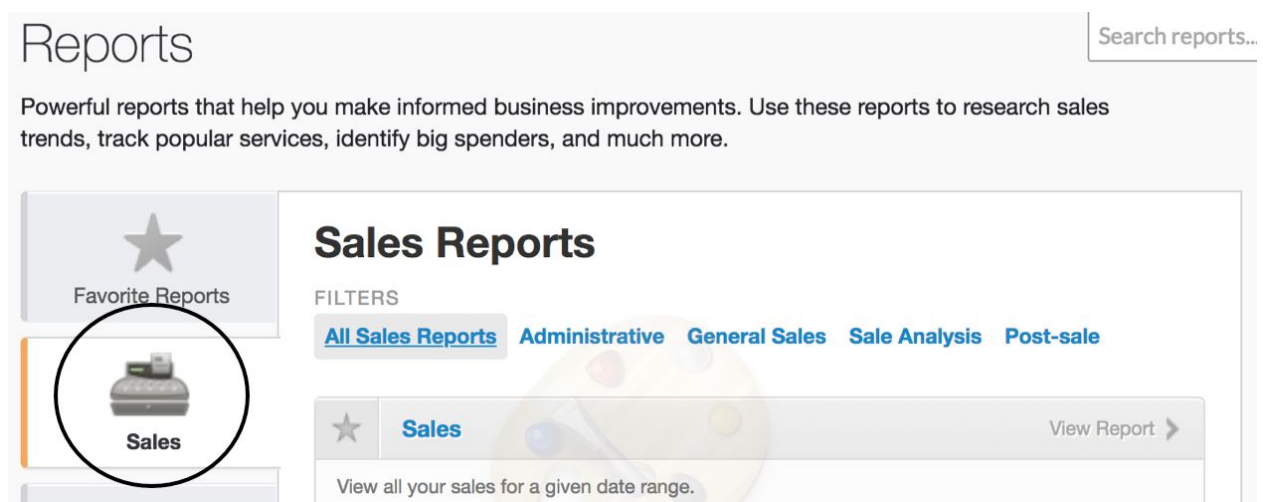 Reports
Search reports...
Powerful reports that help you make informed business improvements. Use these reports to research sales
trends, track popular services, identify big spenders, and much more.
Favorite Reports
Sales
Sales Reports
FILTERS
All Sales Reports Administrative General Sales Sale Analysis Post-sale
Sales View Report
View all your sales for a given date range.